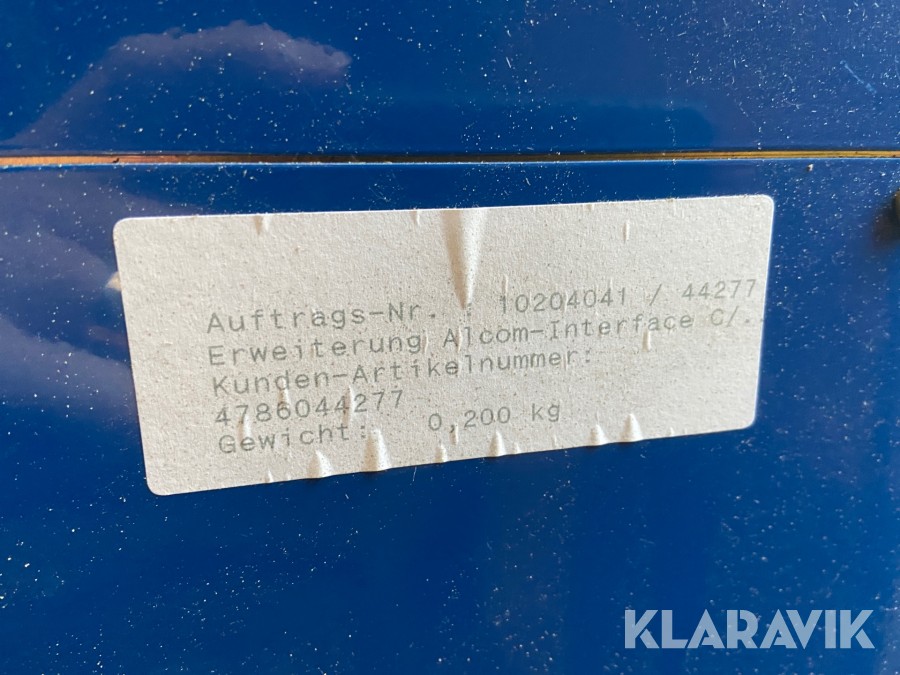 Auftrags-Nr. : 10204041 / 44277
Erweiterung Alcom-Interface C/.
Kunden-Artikelnummer:
4786044277
Gewicht: 0,200 kg
KLARAVIK